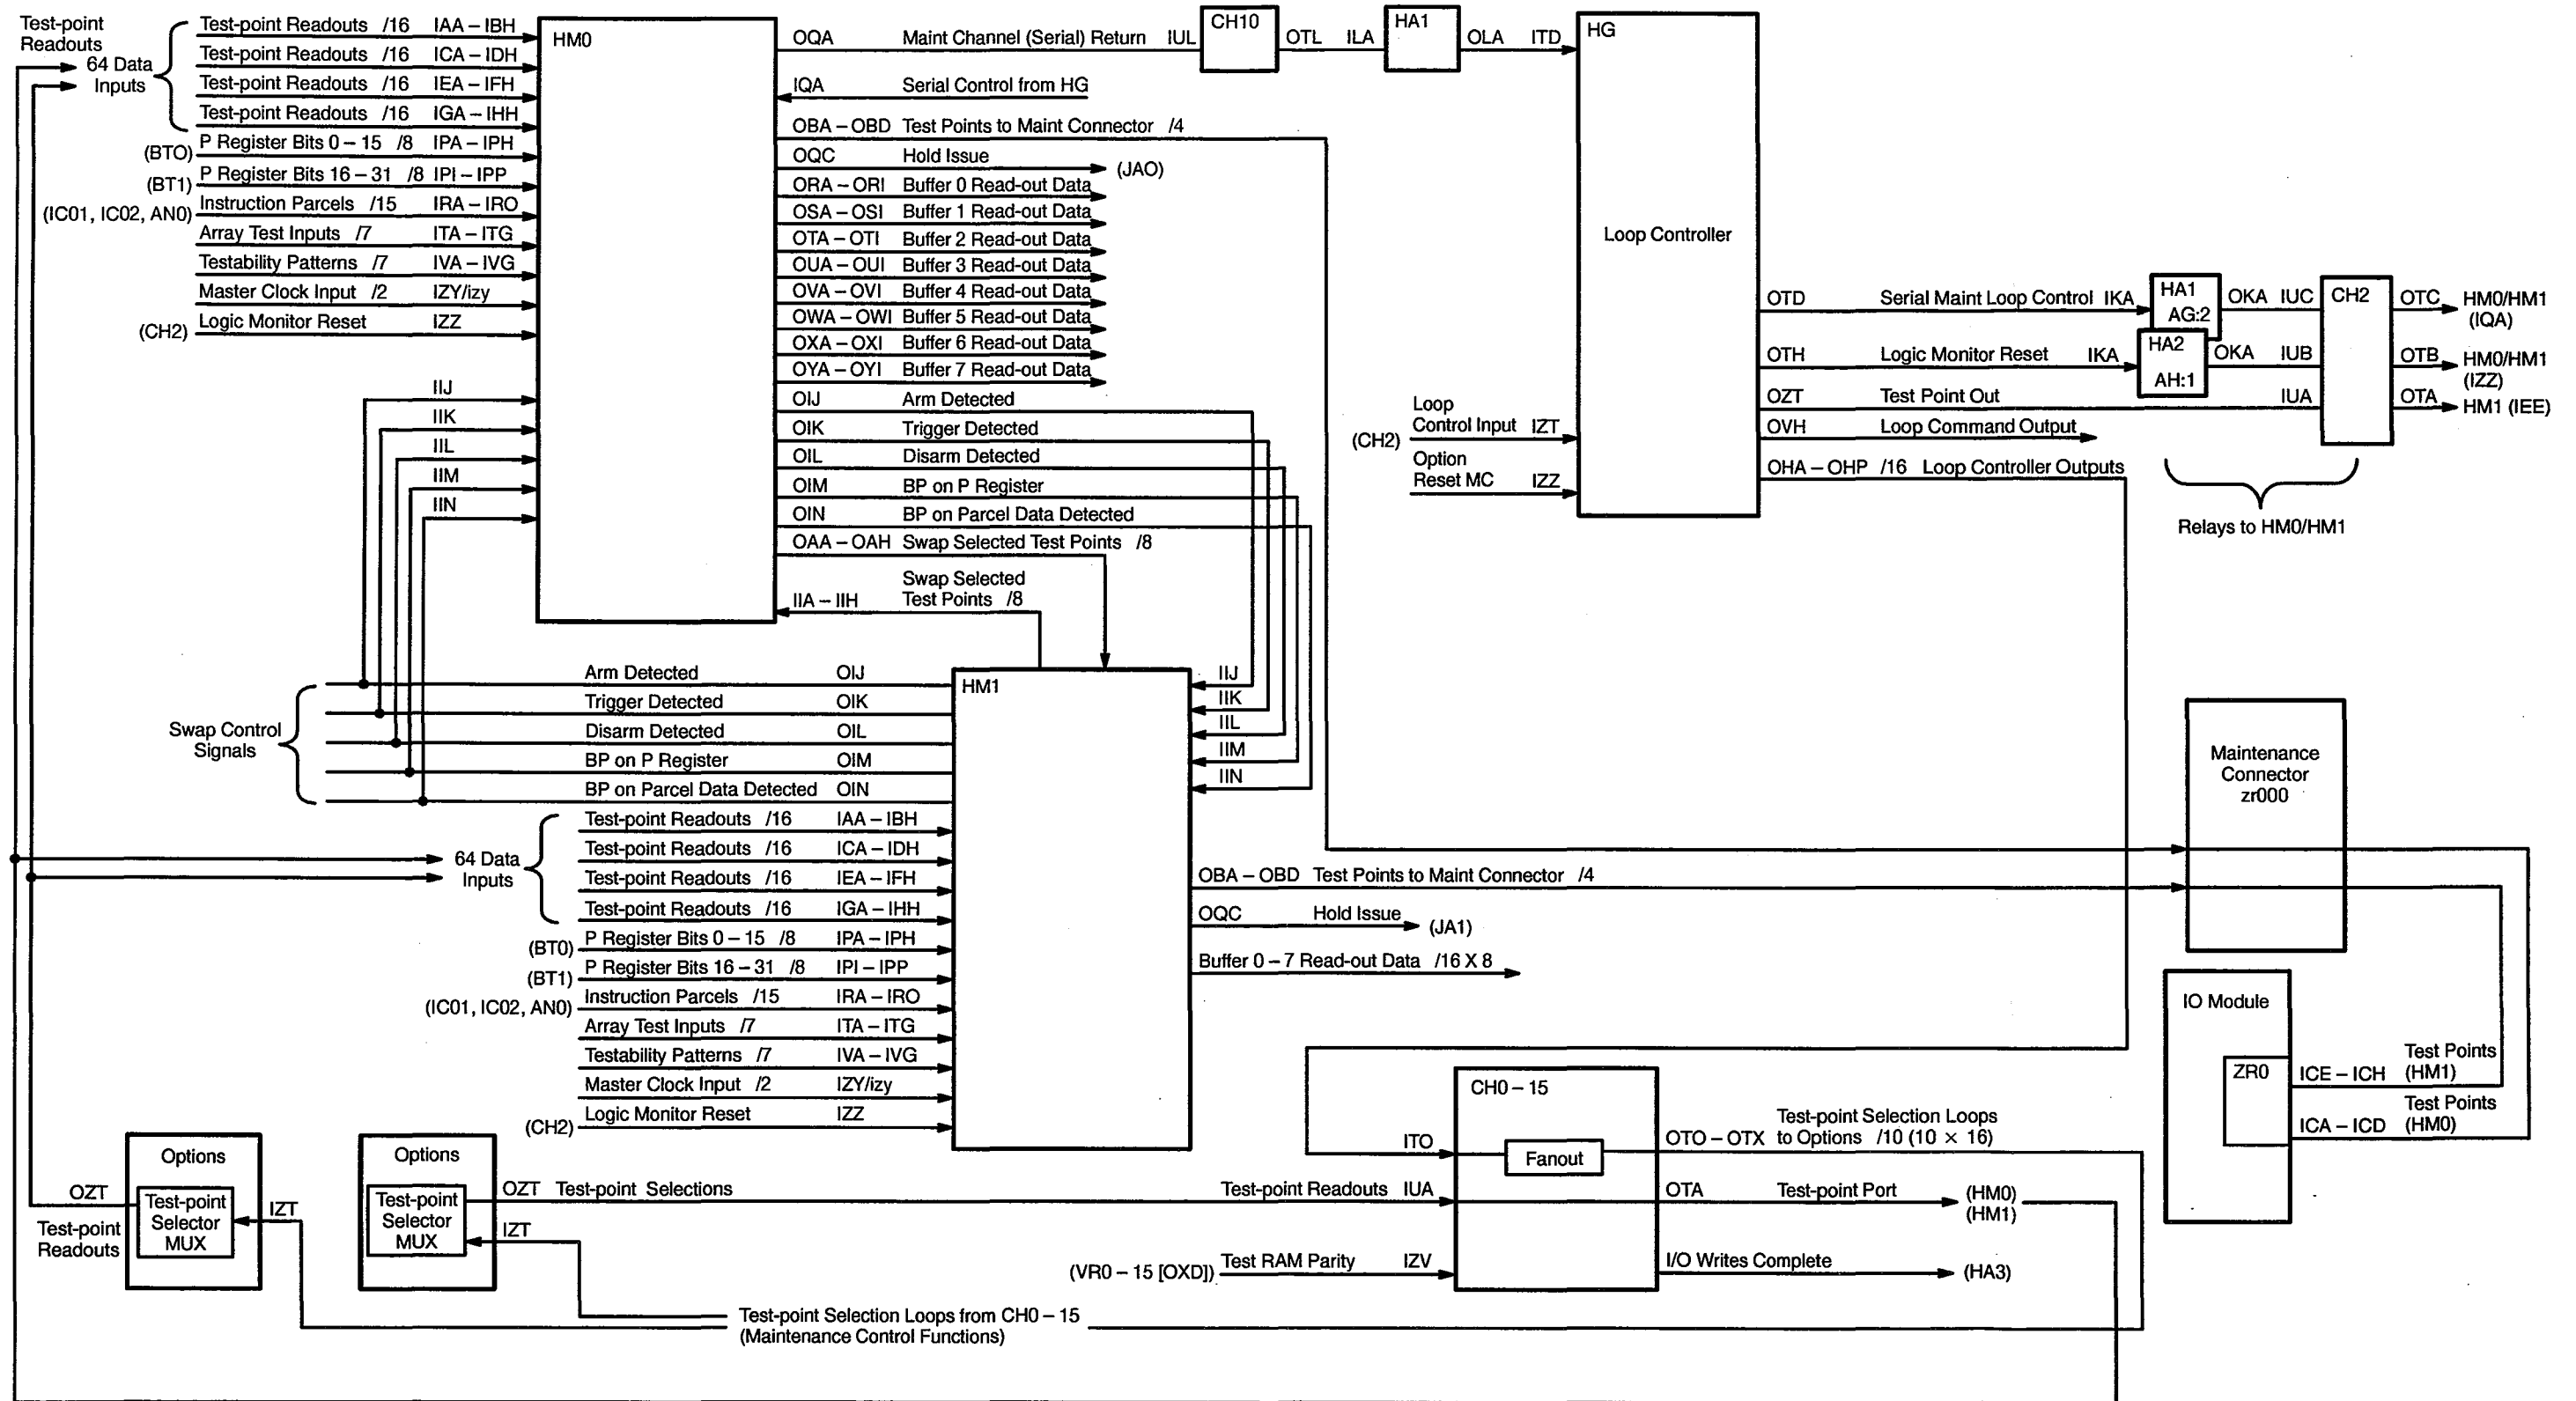 Test-point
Readouts
64 Data
Inputs
Test-point Readouts /16 IAA – IBH
Test-point Readouts /16 ICA – IDH
Test-point Readouts /16 IEA – IFH
Test-point Readouts /16 IGA – IHH
(BTO) P Register Bits 0 – 15 /8 IPA – IPH
(BT1) P Register Bits 16 – 31 /8 IPI – IPP
(IC01, IC02, AN0) Instruction Parcels /15 IRA – IRO
Array Test Inputs /7 ITA – ITG
Testability Patterns /7 IVA – IVG
Master Clock Input /2 IZY/izy
(CH2) Logic Monitor Reset IZZ
IIJ
IIK
IIL
IIM
IIN
HM0
OQA Maint Channel (Serial) Return IUL
CH10
OTL ILA
HA1
OLA ITD
IQA Serial Control from HG
OBA – OBD Test Points to Maint Connector /4
OQC Hold Issue (JAO)
ORA – ORI Buffer 0 Read-out Data
OSA – OSI Buffer 1 Read-out Data
OTA – OTI Buffer 2 Read-out Data
OUA – OUI Buffer 3 Read-out Data
OVA – OVI Buffer 4 Read-out Data
OWA – OWI Buffer 5 Read-out Data
OXA – OXI Buffer 6 Read-out Data
OYA – OYI Buffer 7 Read-out Data
OIJ Arm Detected
OIK Trigger Detected
OIL Disarm Detected
OIM BP on P Register
OIN BP on Parcel Data Detected
OAA – OAH Swap Selected Test Points /8
Swap Selected
IIA – IIH Test Points /8
HG
Loop Controller
Loop
Control Input IZT
(CH2)
Option
Reset MC IZZ
OTD Serial Maint Loop Control IKA
HA1
AG:2
OKA IUC
CH2
OTC HM0/HM1
(IQA)
OTH Logic Monitor Reset IKA
HA2
AH:1
OKA IUB
OTB HM0/HM1
(IZZ)
OZT Test Point Out IUA
OTA HM1 (IEE)
OVH Loop Command Output
OHA – OHP /16 Loop Controller Outputs
Relays to HM0/HM1
Swap Control
Signals
Arm Detected OIJ
Trigger Detected OIK
Disarm Detected OIL
BP on P Register OIM
BP on Parcel Data Detected OIN
HM1
IIJ
IIK
IIL
IIM
IIN
64 Data
Inputs
Test-point Readouts /16 IAA – IBH
Test-point Readouts /16 ICA – IDH
Test-point Readouts /16 IEA – IFH
Test-point Readouts /16 IGA – IHH
(BT0) P Register Bits 0 – 15 /8 IPA – IPH
(BT1) P Register Bits 16 – 31 /8 IPI – IPP
(IC01, IC02, AN0) Instruction Parcels /15 IRA – IRO
Array Test Inputs /7 ITA – ITG
Testability Patterns /7 IVA – IVG
Master Clock Input /2 IZY/izy
(CH2) Logic Monitor Reset IZZ
OBA – OBD Test Points to Maint Connector /4
OQC Hold Issue (JA1)
Buffer 0 – 7 Read-out Data /16 X 8
Maintenance
Connector
zr000
IO Module
ZR0
ICE – ICH Test Points
(HM1)
ICA – ICD Test Points
(HM0)
Options
Test-point
Selector
MUX
OZT
Test-point
Readouts
IZT
Options
Test-point
Selector
MUX
OZT Test-point Selections
IZT
Test-point Readouts IUA
CH0 – 15
ITO
Fanout
Test-point Selection Loops
OTO – OTX to Options /10 (10 × 16)
OTA Test-point Port (HM0)
(HM1)
(VR0 – 15 [OXD]) Test RAM Parity IZV
I/O Writes Complete (HA3)
Test-point Selection Loops from CH0 – 15
(Maintenance Control Functions)